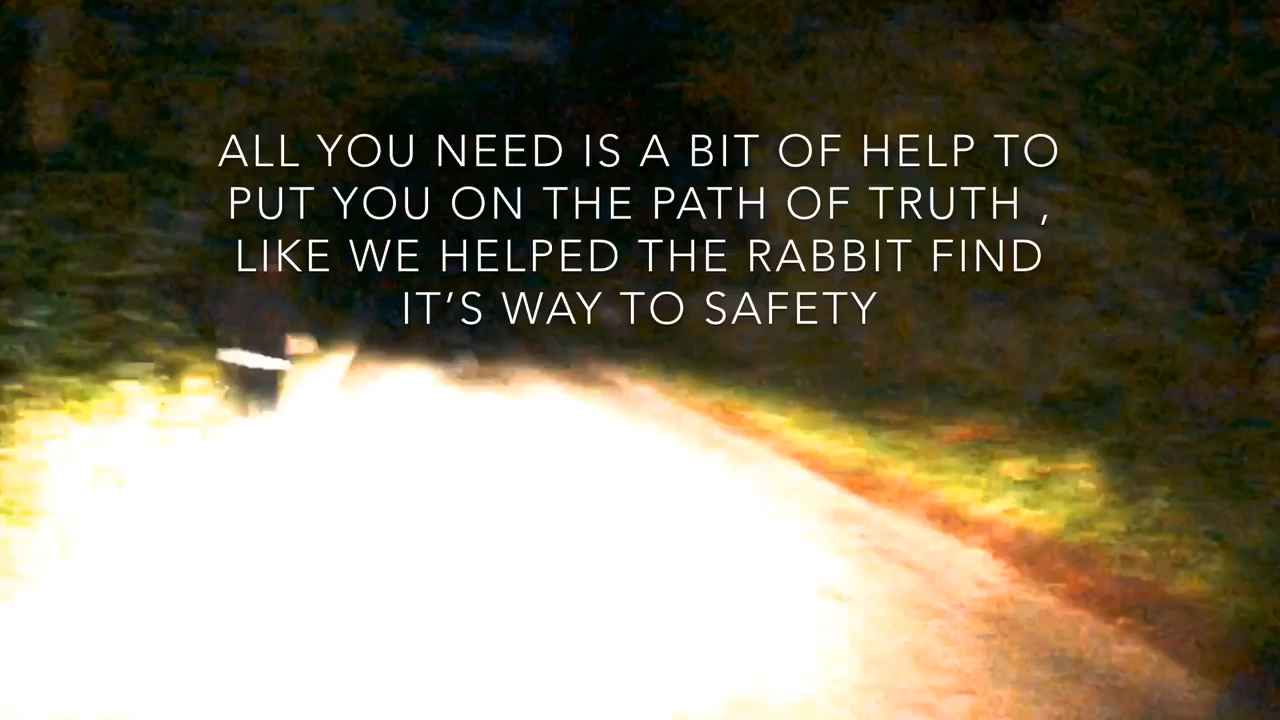 ALL YOU NEED IS A BIT OF HELP TO
PUT YOU ON THE PATH OF TRUTH ,
LIKE WE HELPED THE RABBIT FIND
IT’S WAY TO SAFETY